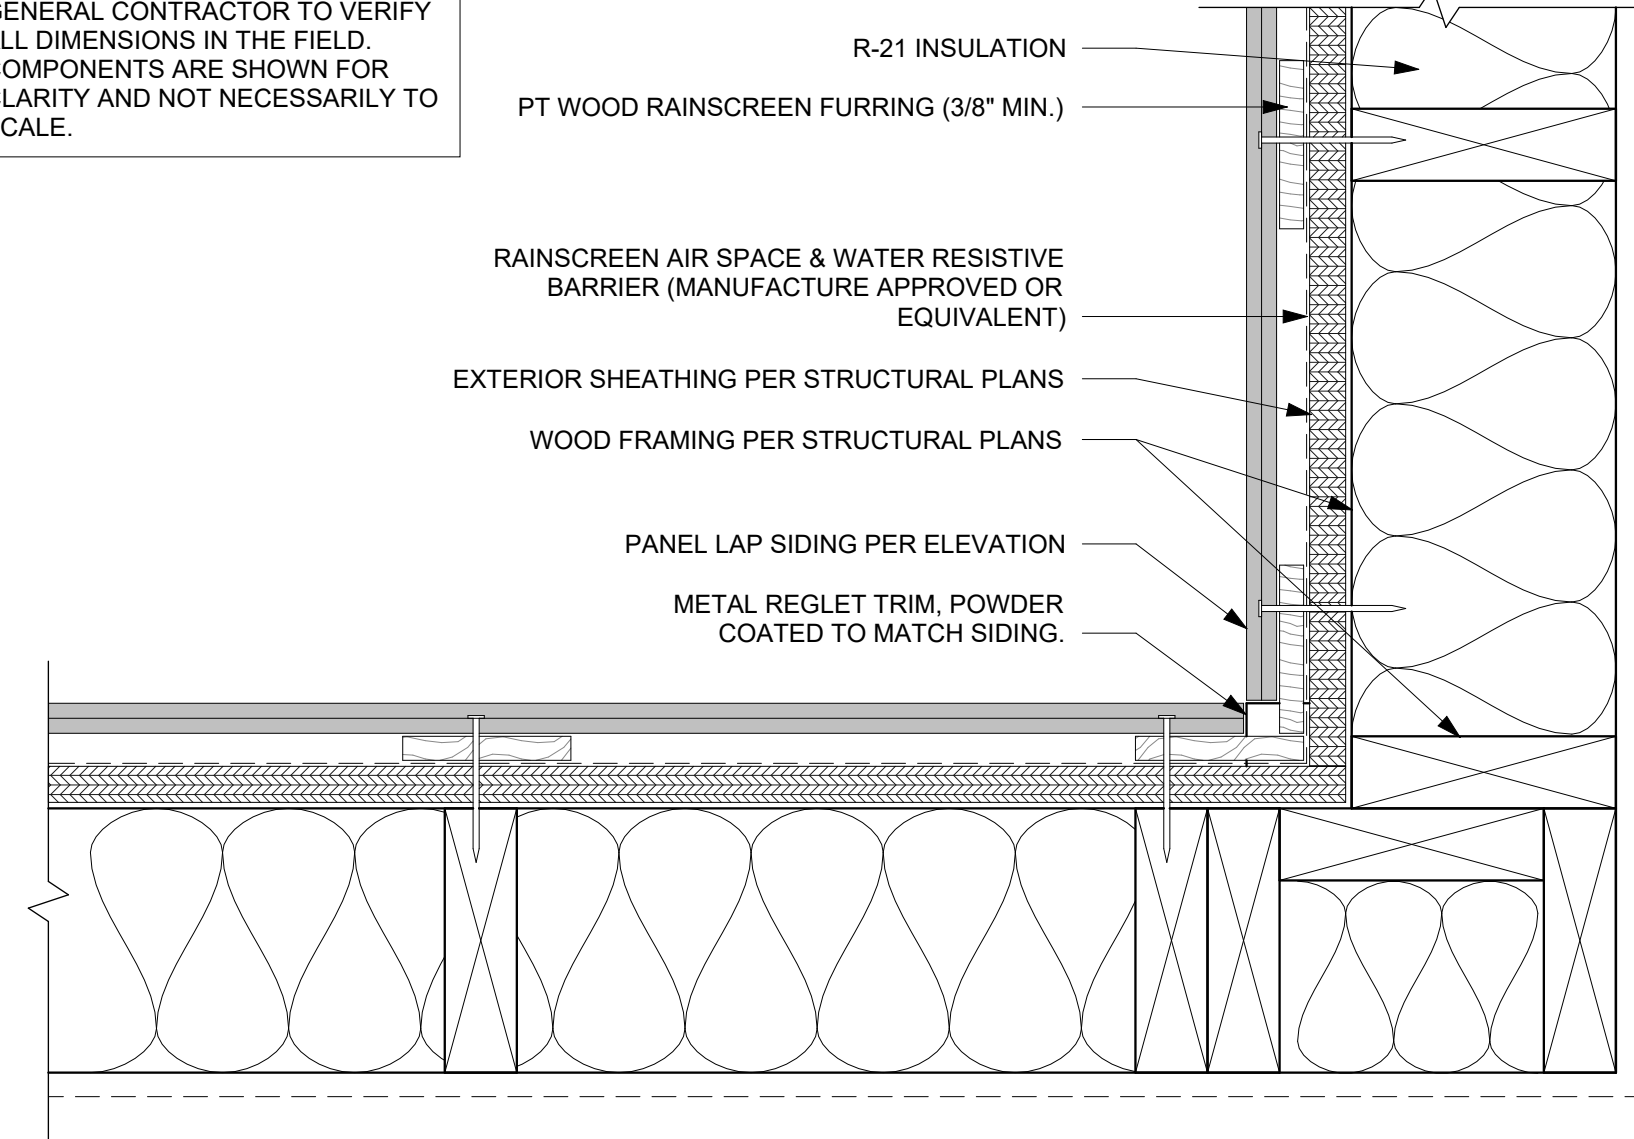 GENERAL CONTRACTOR TO VERIFY
LL DIMENSIONS IN THE FIELD.
COMPONENTS ARE SHOWN FOR
CLARITY AND NOT NECESSARILY TO
CALE.
R-21 INSULATION
PT WOOD RAINSCREEN FURRING (3/8" MIN.)
RAINSCREEN AIR SPACE & WATER RESISTIVE
BARRIER (MANUFACTURE APPROVED OR
EQUIVALENT)
EXTERIOR SHEATHING PER STRUCTURAL PLANS
WOOD FRAMING PER STRUCTURAL PLANS
PANEL LAP SIDING PER ELEVATION
METAL REGLET TRIM, POWDER
COATED TO MATCH SIDING.